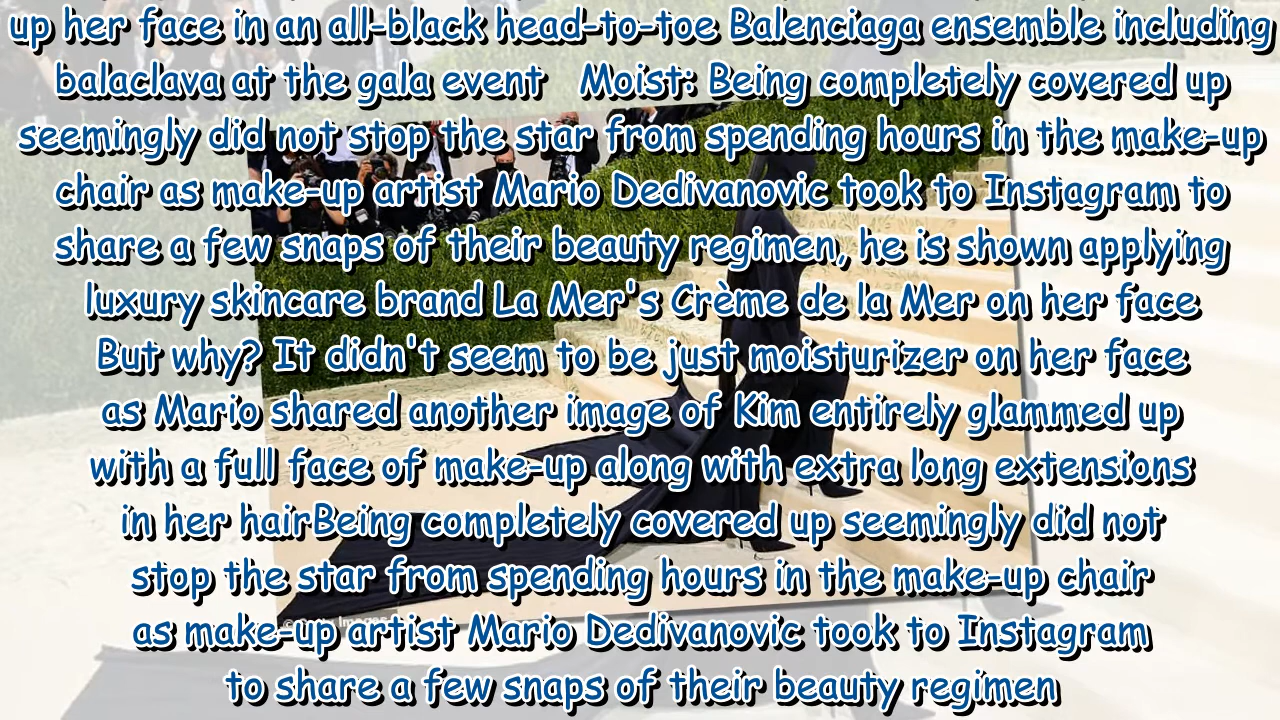 up her face in an all-black head-to-toe Balenciaga ensemble including
balaclava at the gala event   Moist: Being completely covered up
seemingly did not stop the star from spending hours in the make-up
chair as make-up artist Mario Dedivanovic took to Instagram to
share a few snaps of their beauty regimen, he is shown applying
luxury skincare brand La Mer's Crème de la Mer on her face
But why? It didn't seem to be just moisturizer on her face
as Mario shared another image of Kim entirely glammed up
with a full face of make-up along with extra long extensions
in her hairBeing completely covered up seemingly did not
stop the star from spending hours in the make-up chair
as make-up artist Mario Dedivanovic took to Instagram
to share a few snaps of their beauty regimen